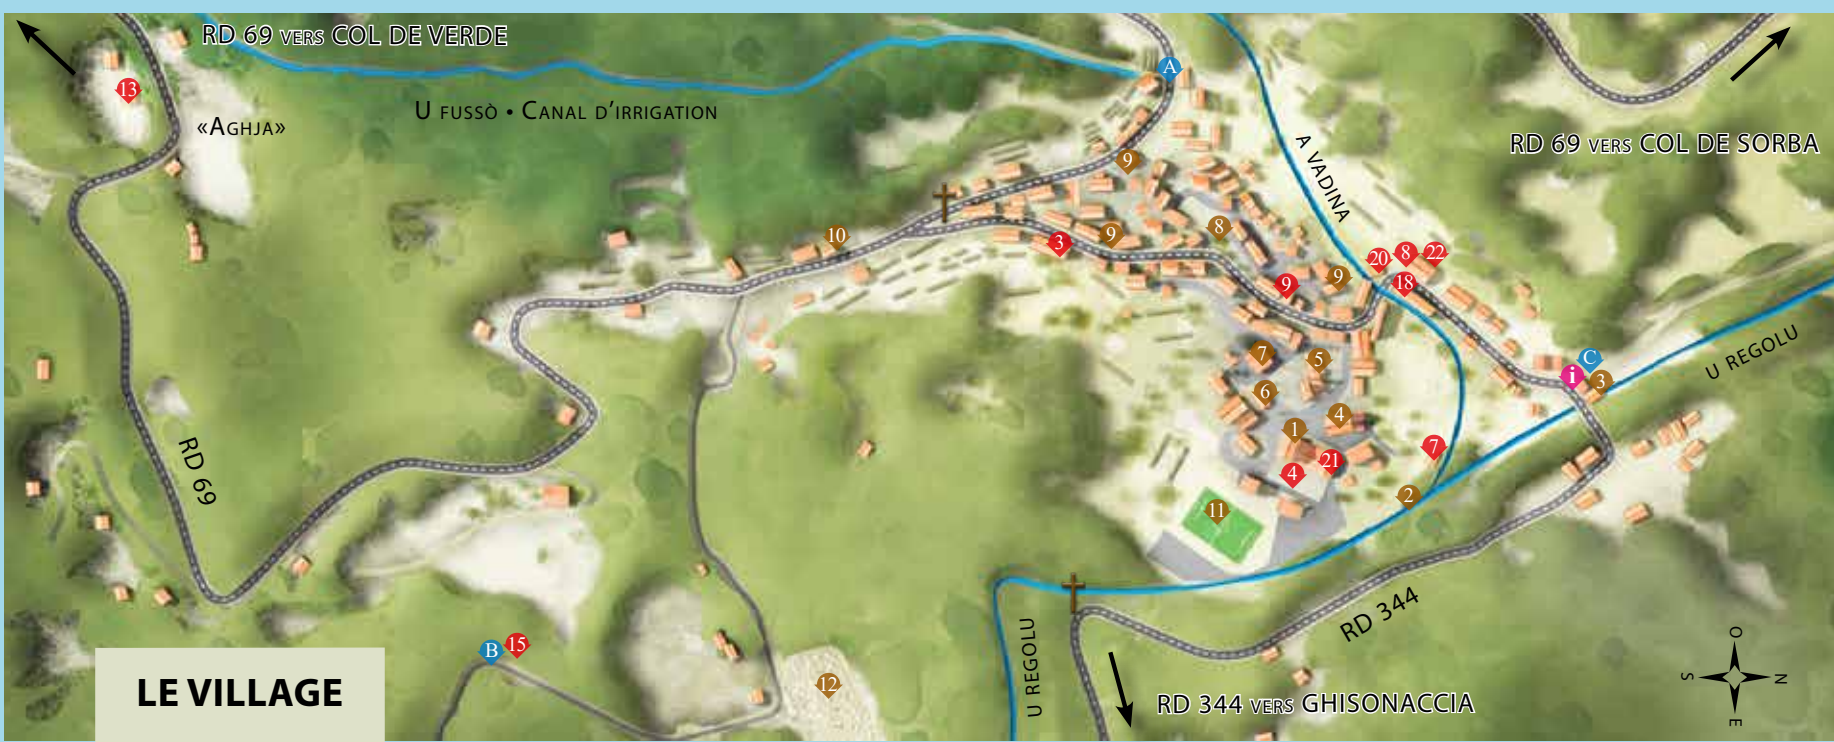 RD 69 VERS COL DE VERDE
13
«AGHJA»
U FUSSÒ • CANAL D'IRRIGATION
A
A VADINA
RD 69 VERS COL DE SORBA
9
10
3
9
8
9
9
20
8
22
18
7
5
6
4
1
4
21
7
2
11
C
i
3
U REGOLU
RD 69
B
15
12
LE VILLAGE
U REGOLU
RD 344
RD 344 VERS GHISONACCIA
O
S
N
E